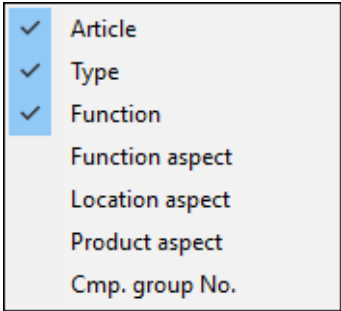 Article
Type
Function
Function aspect
Location aspect
Product aspect
Cmp. group No.